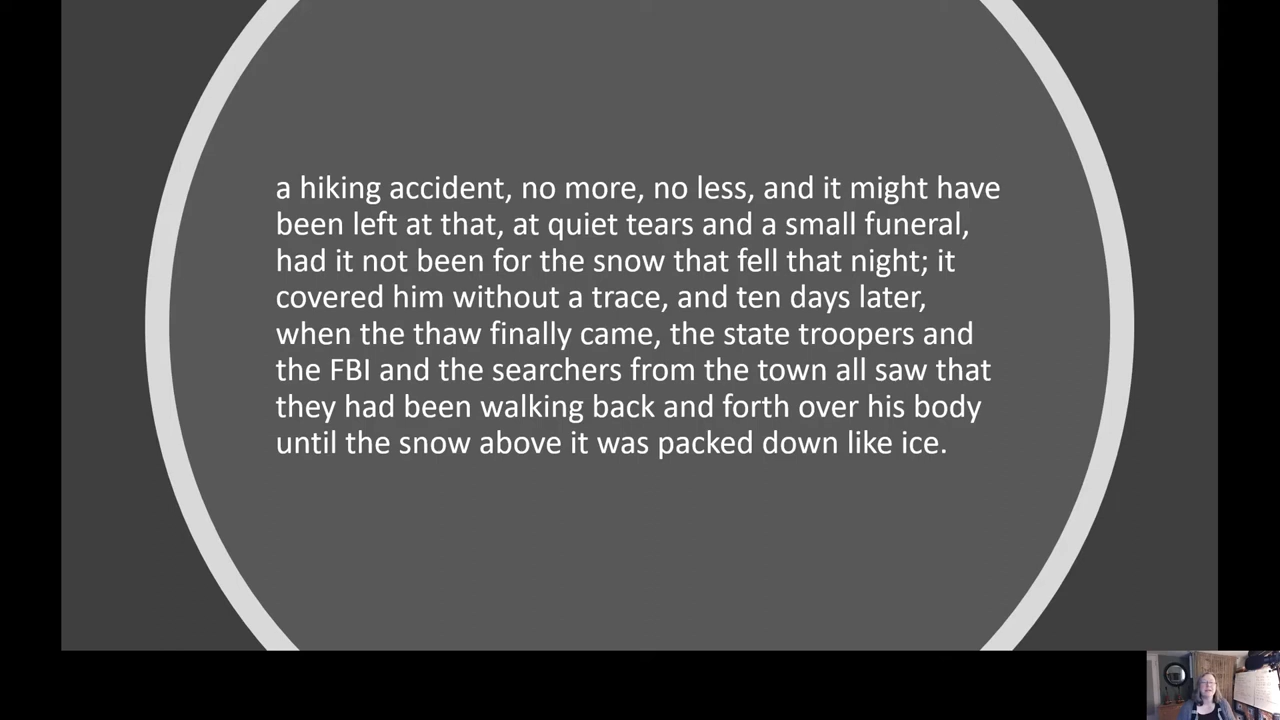 a hiking accident, no more, no less, and it might have
been left at that, at quiet tears and a small funeral,
had it not been for the snow that fell that night; it
covered him without a trace, and ten days later,
when the thaw finally came, the state troopers and
the FBI and the searchers from the town all saw that
they had been walking back and forth over his body
until the snow above it was packed down like ice.